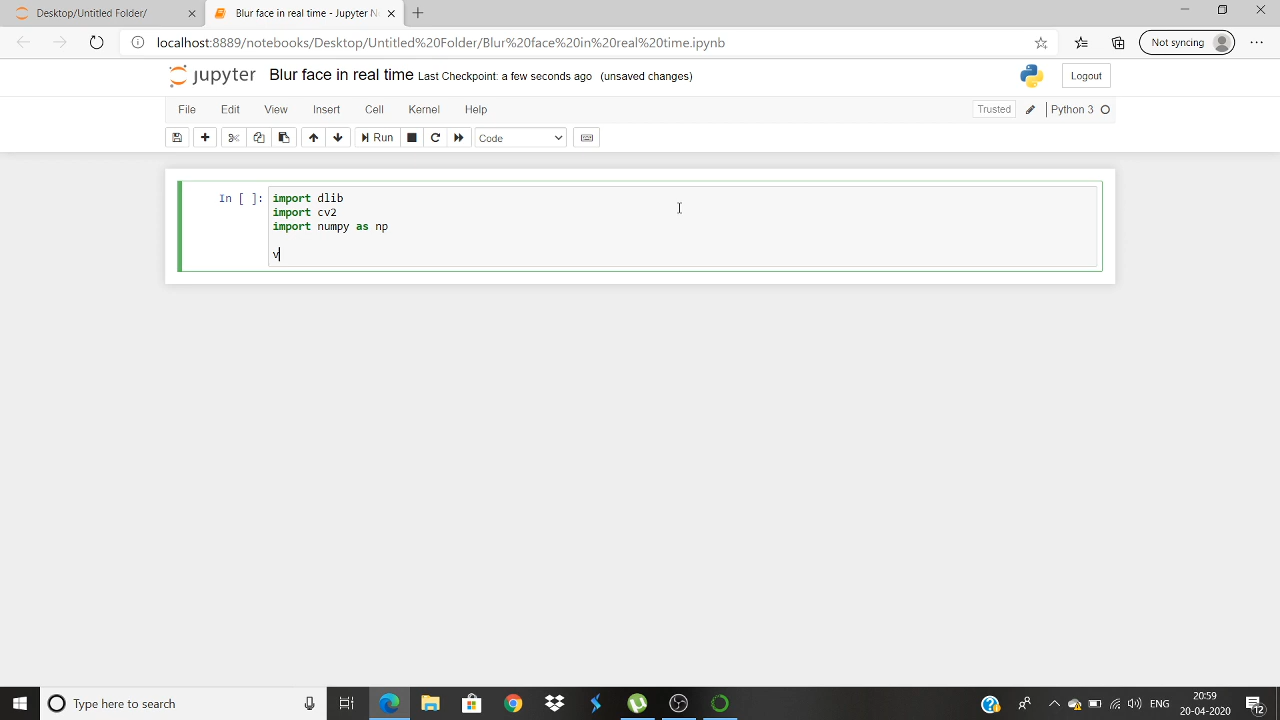 Desktop/Untitled Folder/
Blur face in real time - Jupyter N
localhost:8889/notebooks/Desktop/Untitled%20Folder/Blur%20face%20in%20real%20time.ipynb
Not syncing
jupyter Blur face in real time Last Checkpoint: a few seconds ago (unsaved changes)
Logout
File Edit View Insert Cell Kernel Help
Trusted Python 3
Run Code
In [ ]: import dlib
import cv2
import numpy as np
v
Type here to search
ENG
20:59
20-04-2020
12